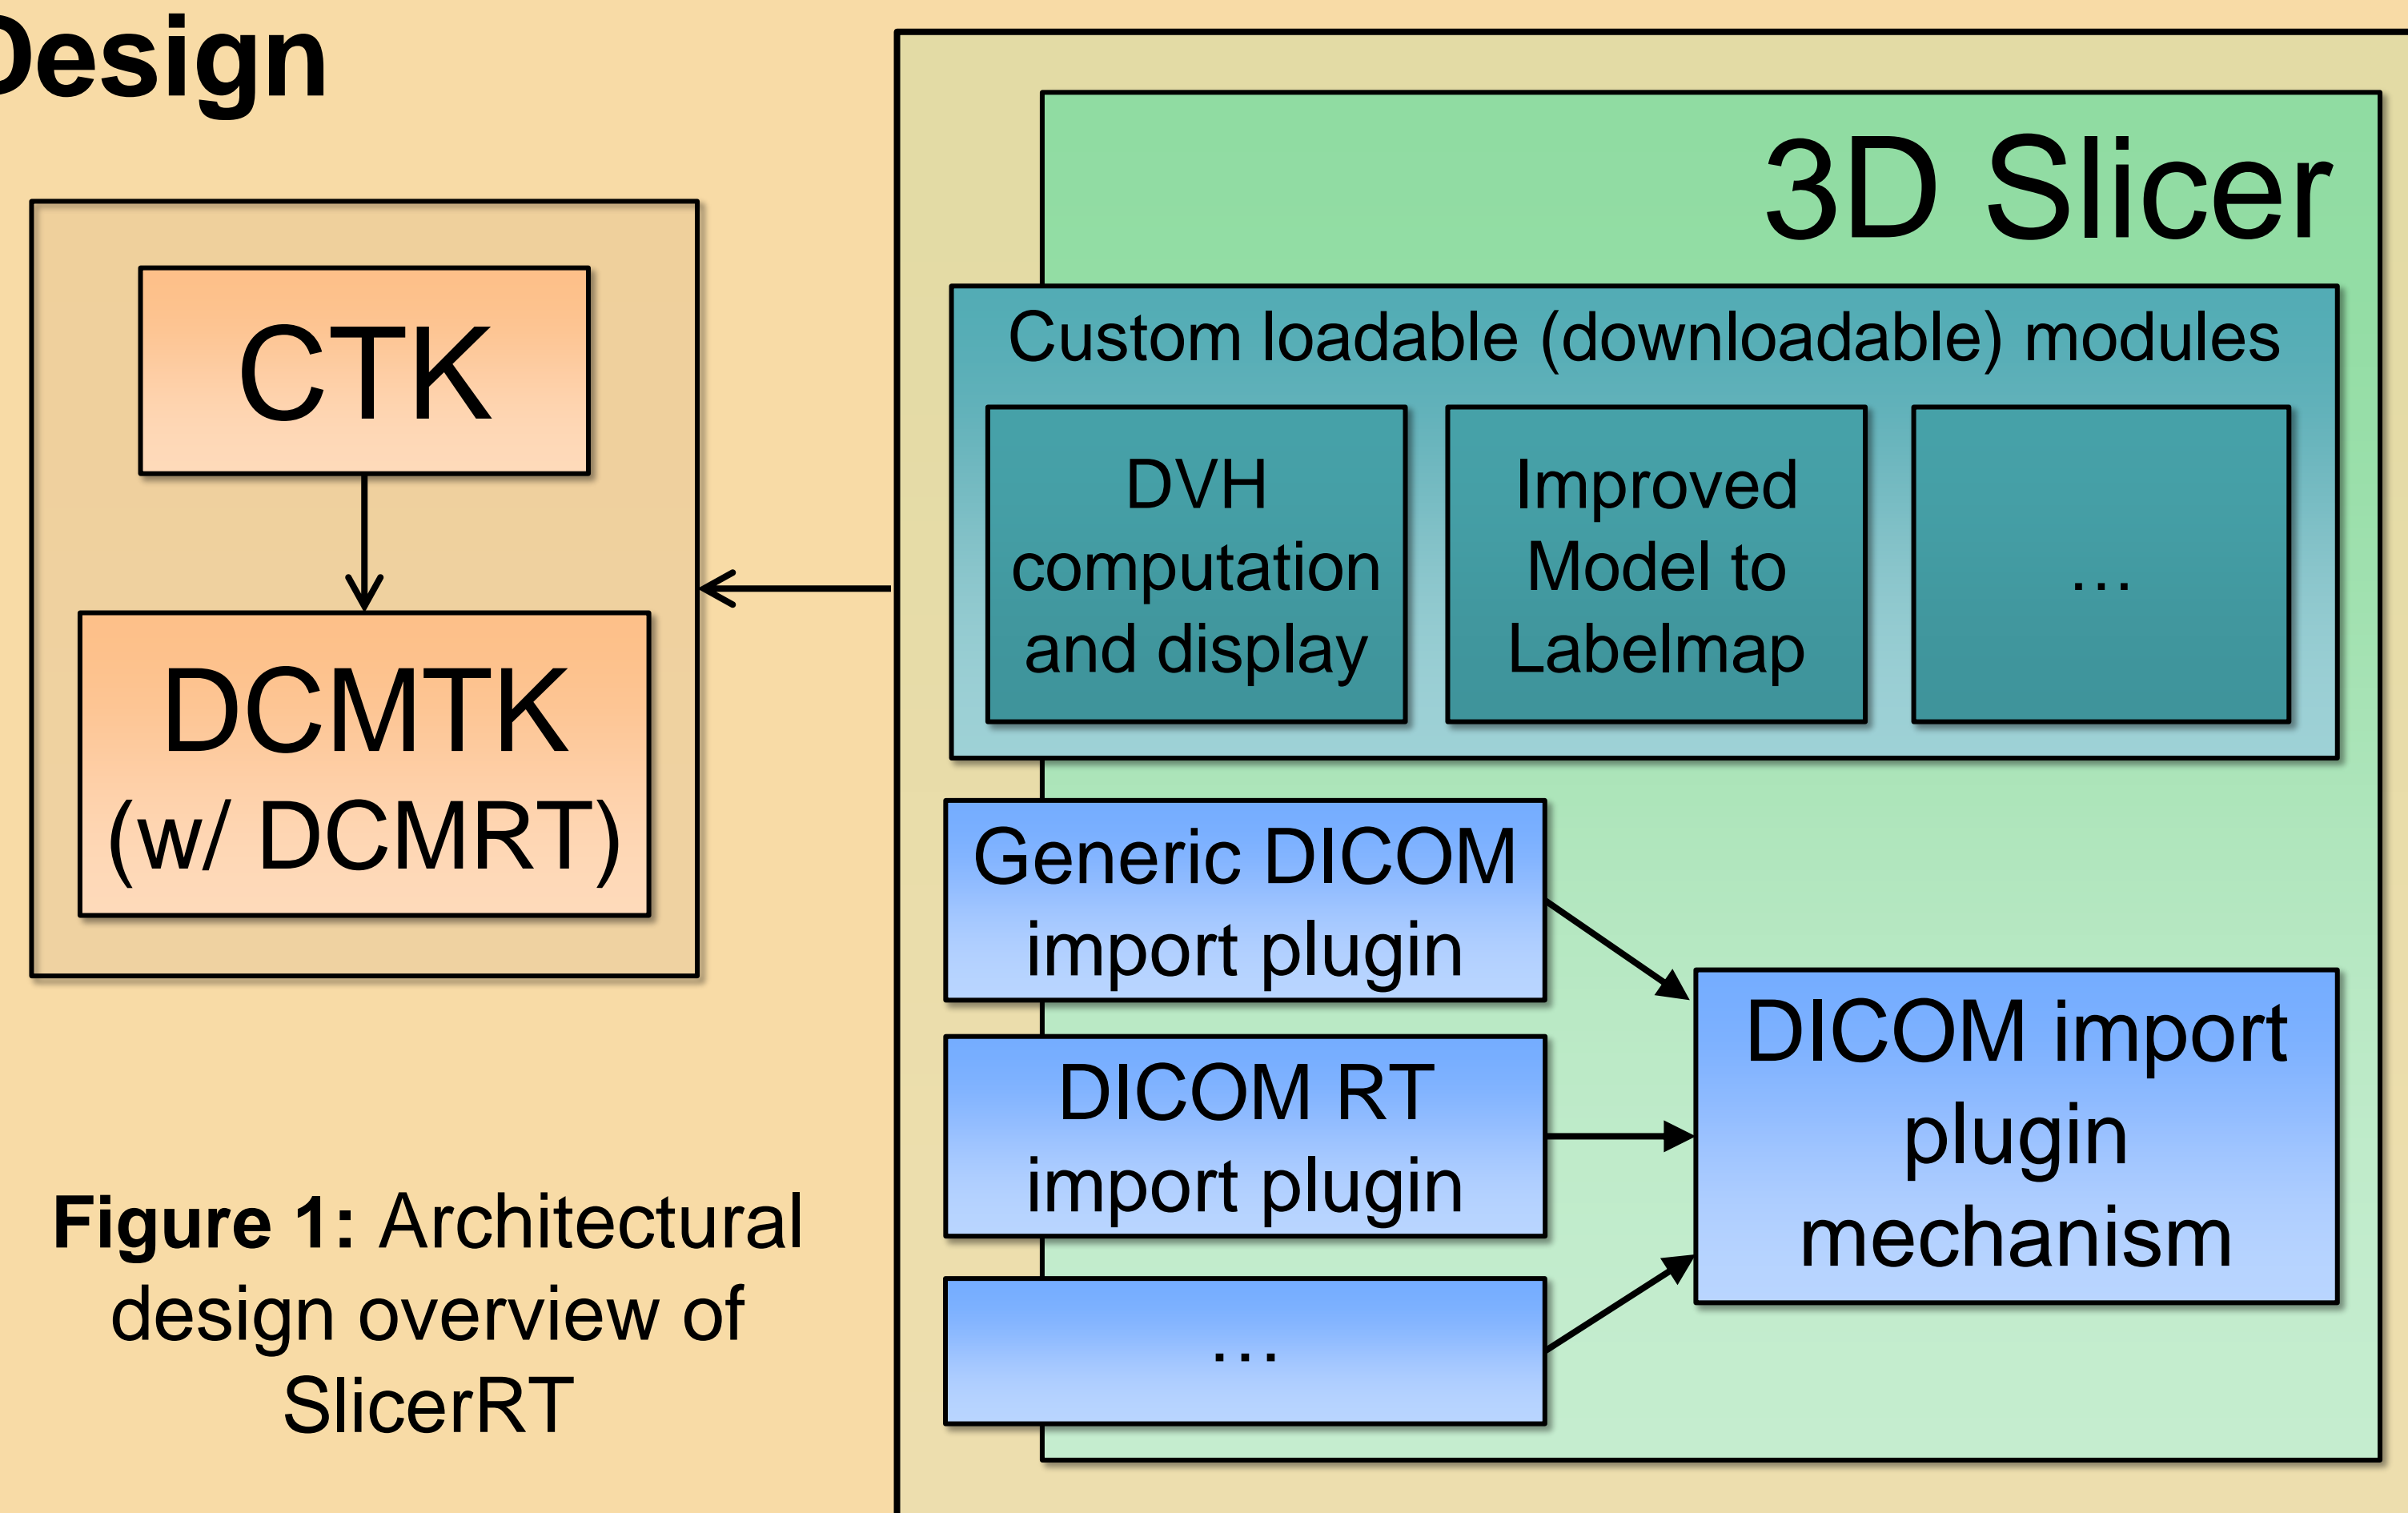 Design
3D Slicer
CTK
DCMTK
(w/ DCMRT)
Custom loadable (downloadable) modules
DVH
computation
and display
Improved
Model to
Labelmap
…
Generic DICOM
import plugin
DICOM RT
import plugin
…
DICOM import
plugin
mechanism
Figure 1: Architectural
design overview of
SlicerRT